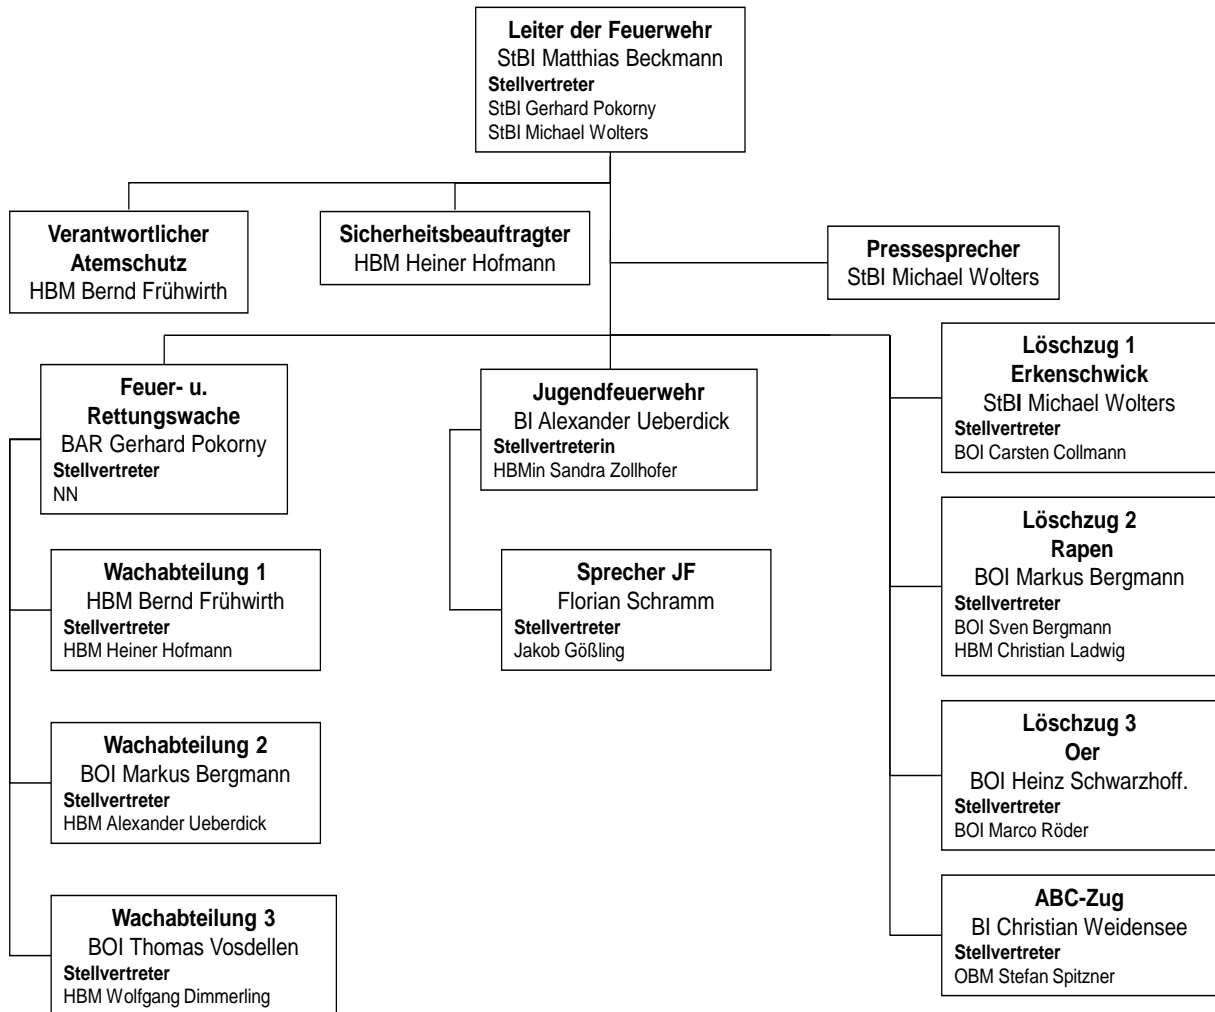 Leiter der Feuerwehr
StBI Matthias Beckmann
Stellvertreter
StBI Gerhard Pokorny
StBI Michael Wolters
Verantwortlicher
Atemschutz
HBM Bernd Frühwirth
Sicherheitsbeauftragter
HBM Heiner Hofmann
Pressesprecher
StBI Michael Wolters
Feuer- u.
Rettungswache
BAR Gerhard Pokorny
Stellvertreter
NN
Wachabteilung 1
HBM Bernd Frühwirth
Stellvertreter
HBM Heiner Hofmann
Wachabteilung 2
BOI Markus Bergmann
Stellvertreter
HBM Alexander Ueberdick
Wachabteilung 3
BOI Thomas Vosdellen
Stellvertreter
HBM Wolfgang Dimmerling
Jugendfeuerwehr
BI Alexander Ueberdick
Stellvertreterin
HBMin Sandra Zollhofer
Sprecher JF
Florian Schramm
Stellvertreter
Jakob Gößling
Löschzug 1
Erkenschwick
StBI Michael Wolters
Stellvertreter
BOI Carsten Collmann
Löschzug 2
Rapen
BOI Markus Bergmann
Stellvertreter
BOI Sven Bergmann
HBM Christian Ladwig
Löschzug 3
Oer
BOI Heinz Schwarzhoff.
Stellvertreter
BOI Marco Röder
ABC-Zug
BI Christian Weidensee
Stellvertreter
OBM Stefan Spitzner